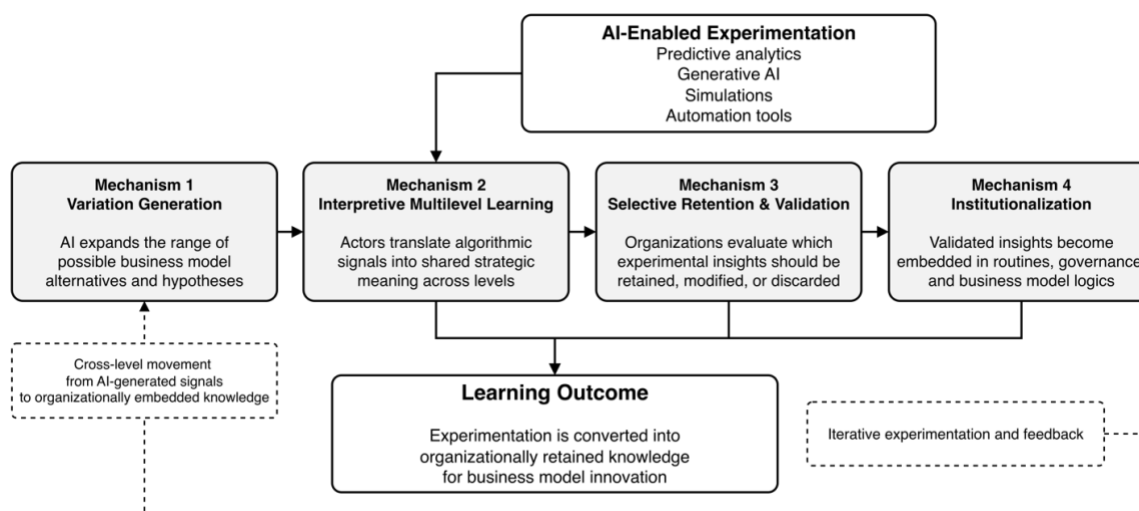 AI-Enabled Experimentation
Predictive analytics
Generative AI
Simulations
Automation tools
Mechanism 1
Variation Generation
AI expands the range of
possible business model
alternatives and hypotheses
Mechanism 2
Interpretive Multilevel Learning
Actors translate algorithmic
signals into shared strategic
meaning across levels
Mechanism 3
Selective Retention & Validation
Organizations evaluate which
experimental insights should be
retained, modified, or discarded
Mechanism 4
Institutionalization
Validated insights become
embedded in routines, governance
and business model logics
Cross-level movement
from AI-generated signals
to organizationally embedded knowledge
Learning Outcome
Experimentation is converted into
organizationally retained knowledge
for business model innovation
Iterative experimentation and feedback